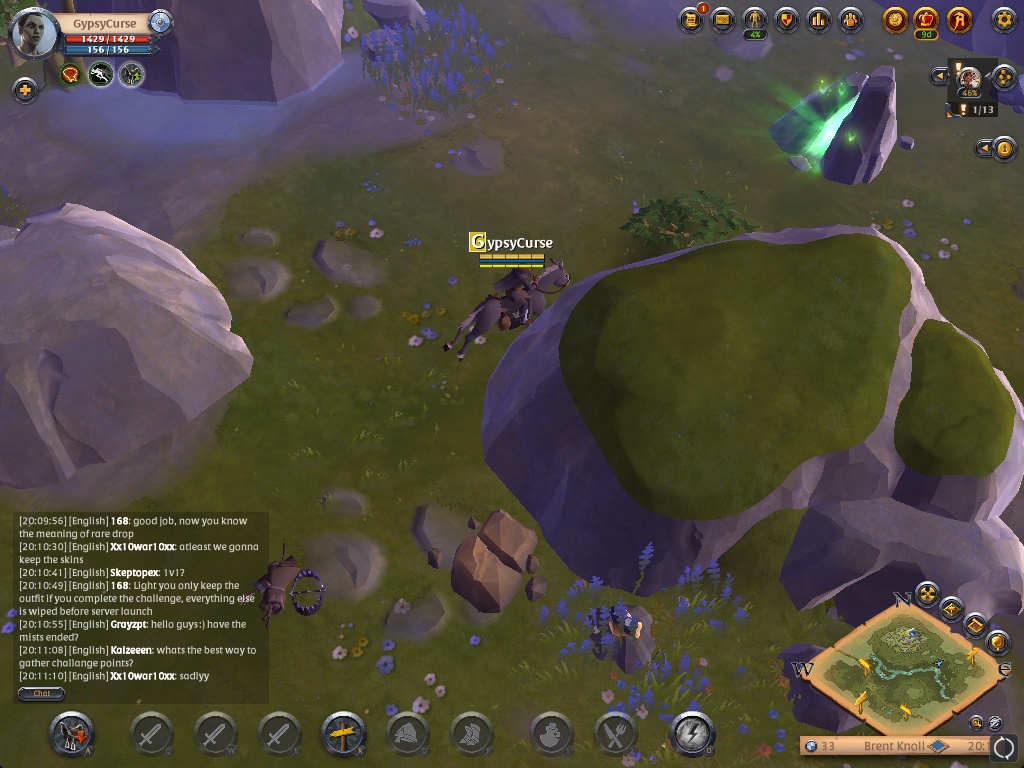 GypsyCurse
1429 / 1429
156 / 156
1
4%
9d
46%
1/13
1
GypsyCurse
[20:09:56] [English] 168: good job, now you know
the meaning of rare drop
[20:10:30] [English] Xx10war10xx: atleast we gonna
keep the skins
[20:10:41] [English] Skeptopex: 1v1?
[20:10:49] [English] 168: Light you only keep the
outfit if you complete the challenge, everything else
is wiped before server launch
[20:10:55] [English] Grayzpt: hello guys:) have the
mists ended?
[20:11:08] [English] Kaizeeen: whats the best way to
gather challange points?
[20:11:10] [English] Xx10war10xx: sadlyy
Chat
N
W
E
A
Q
W
E
R
D
F
33
Brent Knoll
20: